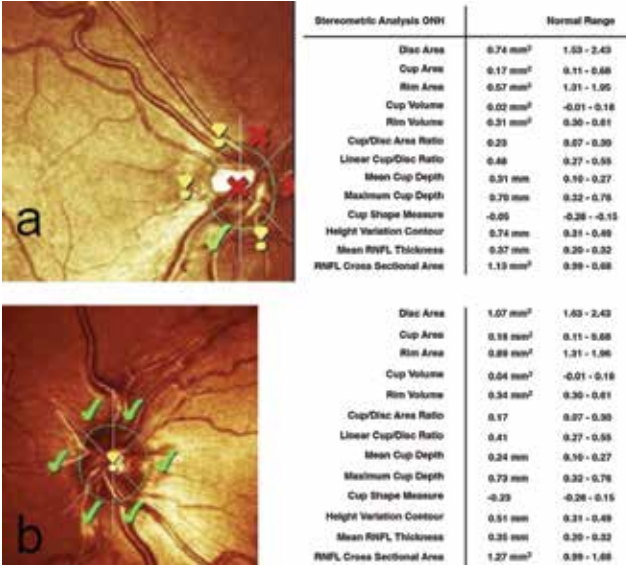 Stereometric Analysis ONH Normal Range
Disc Area 0.74 mm² 1.53 - 2.43
Cup Area 0.17 mm² 0.11 - 0.68
Rim Area 0.57 mm² 1.31 - 1.95
Cup Volume 0.02 mm³ -0.01 - 0.18
Rim Volume 0.31 mm³ 0.30 - 0.61
Cup/Disc Area Ratio 0.23 0.07 - 0.30
Linear Cup/Disc Ratio 0.48 0.27 - 0.55
Mean Cup Depth 0.31 mm 0.10 - 0.27
Maximum Cup Depth 0.70 mm 0.32 - 0.76
Cup Shape Measure -0.05 -0.28 - -0.15
Height Variation Contour 0.74 mm 0.31 - 0.49
Mean RNFL Thickness 0.37 mm 0.20 - 0.32
RNFL Cross Sectional Area 1.13 mm² 0.99 - 0.68
a
Disc Area 1.07 mm² 1.63 - 2.43
Cup Area 0.18 mm² 0.11 - 0.68
Rim Area 0.89 mm² 1.31 - 1.96
Cup Volume 0.04 mm³ -0.01 - 0.18
Rim Volume 0.34 mm³ 0.30 - 0.61
Cup/Disc Area Ratio 0.17 0.07 - 0.30
Linear Cup/Disc Ratio 0.41 0.27 - 0.55
Mean Cup Depth 0.24 mm 0.10 - 0.27
Maximum Cup Depth 0.73 mm 0.32 - 0.76
Cup Shape Measure -0.23 -0.28 - 0.15
Height Variation Contour 0.51 mm 0.31 - 0.49
Mean RNFL Thickness 0.35 mm 0.20 - 0.32
RNFL Cross Sectional Area 1.27 mm² 0.99 - 1.68
b